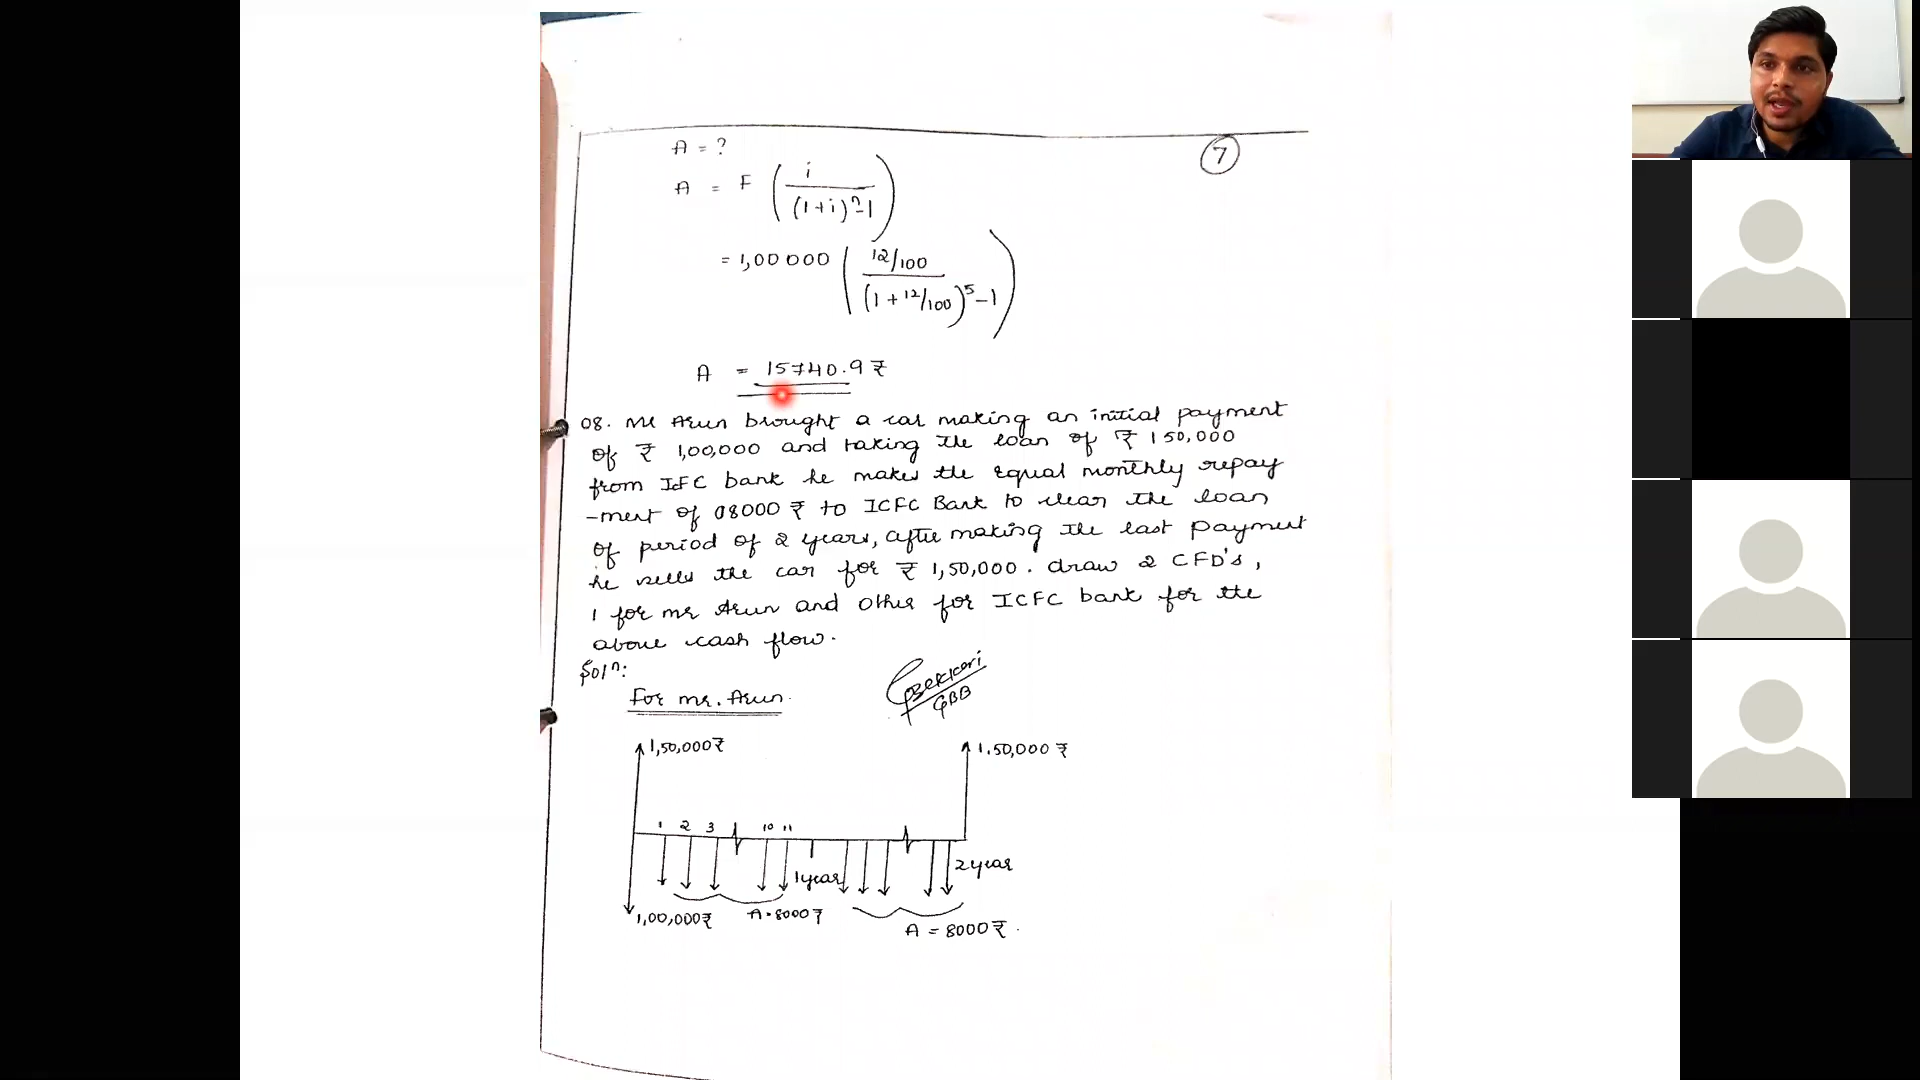 7
A = ?
A = F ( i / (1+i)^n-1 )
= 1,00 000 ( 12/100 / (1 + 12/100)^5 - 1 )
A = 15740.9 ₹
08. Mr Arun brought a car making an initial payment
of ₹ 1,00,000 and taking the loan of ₹ 150,000
from IFC bank he makes the equal monthly repay
-ment of 08000 ₹ to ICFC Bank to clear the loan
of period of 2 years, after making the last payment
he sells the car for ₹ 1,50,000. draw 2 CFD's,
1 for mr Arun and other for ICFC bank for the
above cash flow.
Soln:
For mr. Arun.
GBB
1,50,000 ₹
1.50,000 ₹
1 2 3 10 11
1year
2 year
1,00,000₹
A = 8000 ₹
A = 8000 ₹.